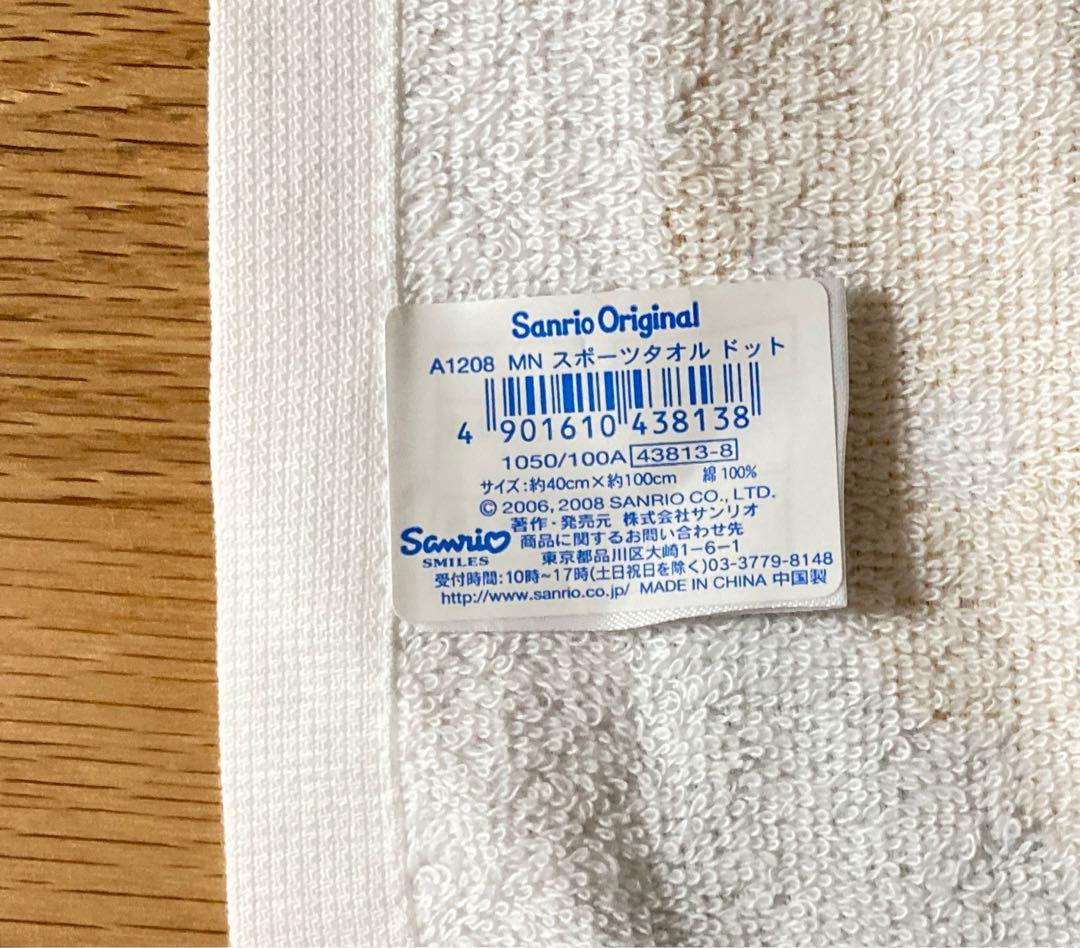 Sanrio Original
A1208 MN スポーツタオル ドット
4 901610 438138
1050/100A 43813-8
サイズ:約40cm×約100cm 綿 100%
© 2006, 2008 SANRIO CO., LTD.
著作・発売元 株式会社サンリオ
Sanrio
SMILES
商品に関するお問い合わせ先
東京都品川区大崎1-6-1
受付時間:10時~17時(土日祝日を除く)03-3779-8148
http://www.sanrio.co.jp/ MADE IN CHINA 中国製